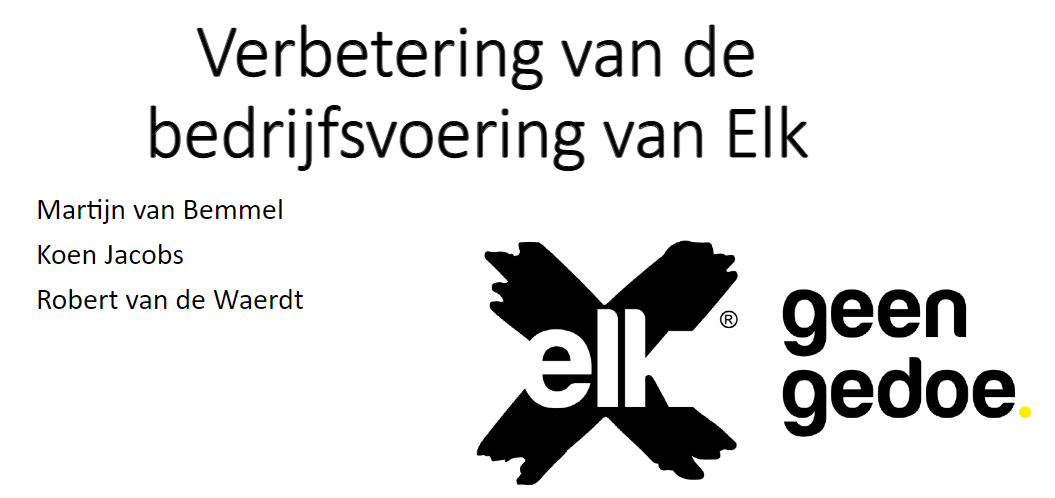 Verbetering van de
bedrijfsvoering van Elk
Martijn van Bemmel
Koen Jacobs
Robert van de Waerdt
elk®
geen
gedoe.